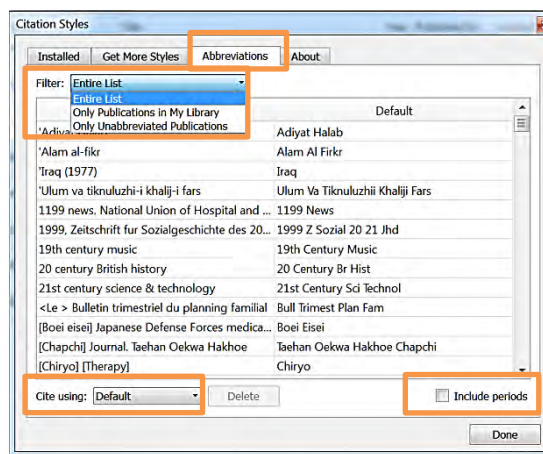 Citation Styles
Installed Get More Styles Abbreviations About
Filter: Entire List
Entire List
Only Publications in My Library
Only Unabbreviated Publications
Default
Adiyat Halab
'Alam al-fikr Alam Al Firkr
'Iraq (1977) Iraq
'Ulum va tiknuluzhi-i khalij-i fars Ulum Va Tiknuluzhii Khaliji Fars
1199 news. National Union of Hospital and ... 1199 News
1999, Zeitschrift fur Sozialgeschichte des 20... 1999 Z Sozial 20 21 Jhd
19th century music 19th Century Music
20 century British history 20 Century Br Hist
21st century science & technology 21st Century Sci Technol
<Le > Bulletin trimestriel du planning familial Bull Trimest Plan Fam
[Boei eisei] Japanese Defense Forces medica... Boei Eisei
[Chapchi] Journal. Taehan Oekwa Hakhoe Taehan Oekwa Hakhoe Chapchi
[Chiryo] [Therapy] Chiryo
Cite using: Default Delete Include periods
Done